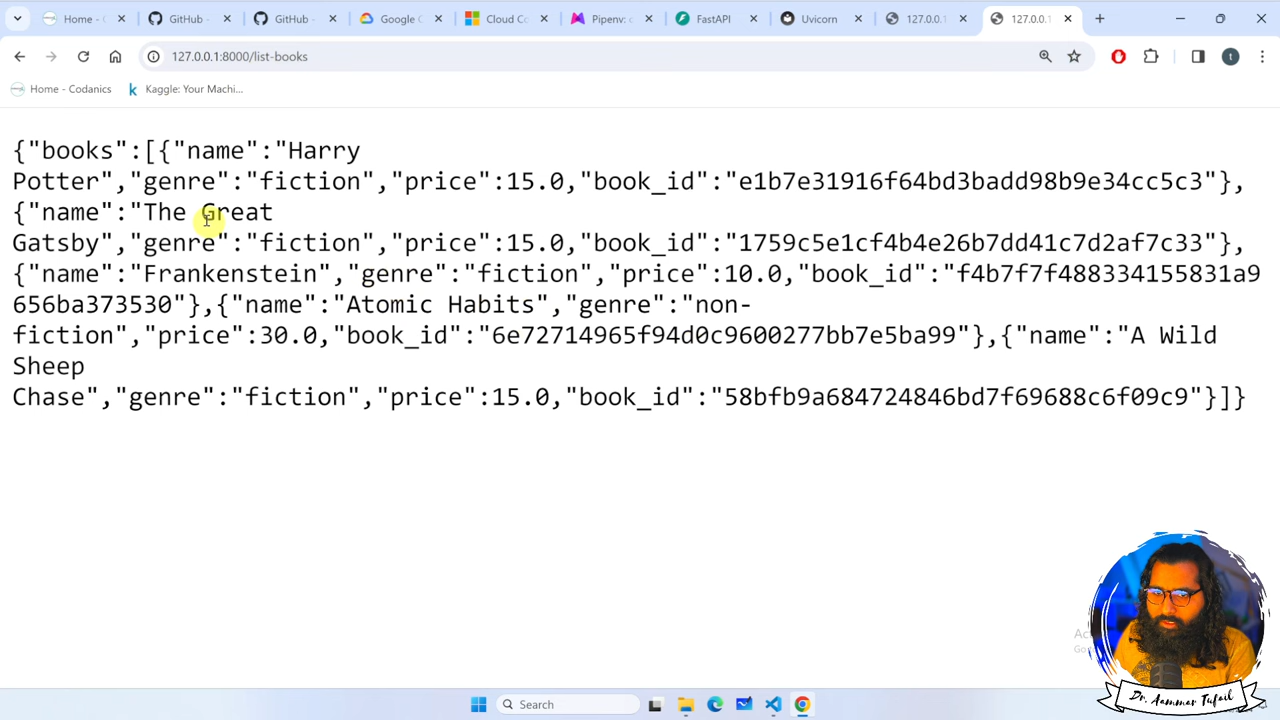 Home - (
GitHub -
GitHub -
Google C
Cloud Co
Pipenv: c
FastAPI
Uvicorn
127.0.0.1
127.0.0.1
127.0.0.1:8000/list-books
t
Home - Codanics
Kaggle: Your Machi...
{"books":[{"name":"Harry
Potter","genre":"fiction","price":15.0,"book_id":"e1b7e31916f64bd3badd98b9e34cc5c3"},
{"name":"The Great
Gatsby","genre":"fiction","price":15.0,"book_id":"1759c5e1cf4b4e26b7dd41c7d2af7c33"},
{"name":"Frankenstein","genre":"fiction","price":10.0,"book_id":"f4b7f7f488334155831a9
656ba373530"},{"name":"Atomic Habits","genre":"non-
fiction","price":30.0,"book_id":"6e72714965f94d0c9600277bb7e5ba99"},{"name":"A Wild
Sheep
Chase","genre":"fiction","price":15.0,"book_id":"58bfb9a684724846bd7f69688c6f09c9"}]}
Dr. Aammar Tufail
Search